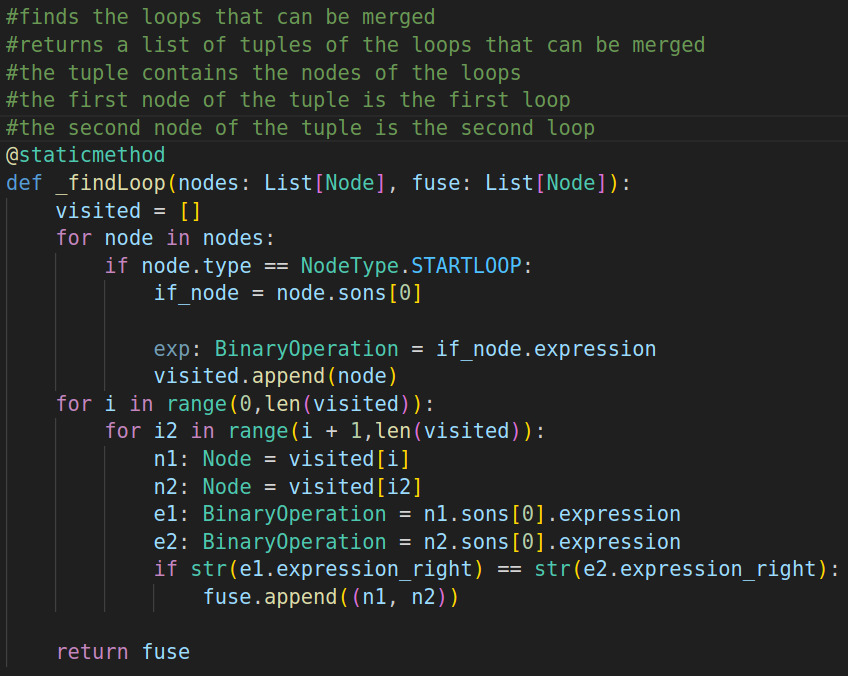 #finds the loops that can be merged
#returns a list of tuples of the loops that can be merged
#the tuple contains the nodes of the loops
#the first node of the tuple is the first loop
#the second node of the tuple is the second loop
@staticmethod
def _findLoop(nodes: List[Node], fuse: List[Node]):
    visited = []
    for node in nodes:
        if node.type == NodeType.STARTLOOP:
            if_node = node.sons[0]

            exp: BinaryOperation = if_node.expression
            visited.append(node)
    for i in range(0,len(visited)):
        for i2 in range(i + 1,len(visited)):
            n1: Node = visited[i]
            n2: Node = visited[i2]
            e1: BinaryOperation = n1.sons[0].expression
            e2: BinaryOperation = n2.sons[0].expression
            if str(e1.expression_right) == str(e2.expression_right):
                fuse.append((n1, n2))

    return fuse